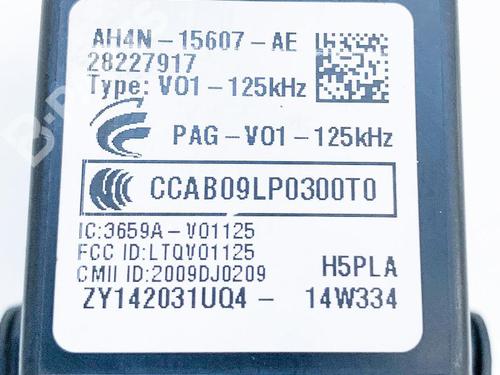 AH4N-15607-AE
28227917
Type: V01-125kHz
PAG-V01-125kHz
CCAB09LP0300T0
IC:3659A-V01125
FCC ID:LTQV01125
CMII ID:2009DJ0209
H5PLA
ZY142031UQ4- 14W334